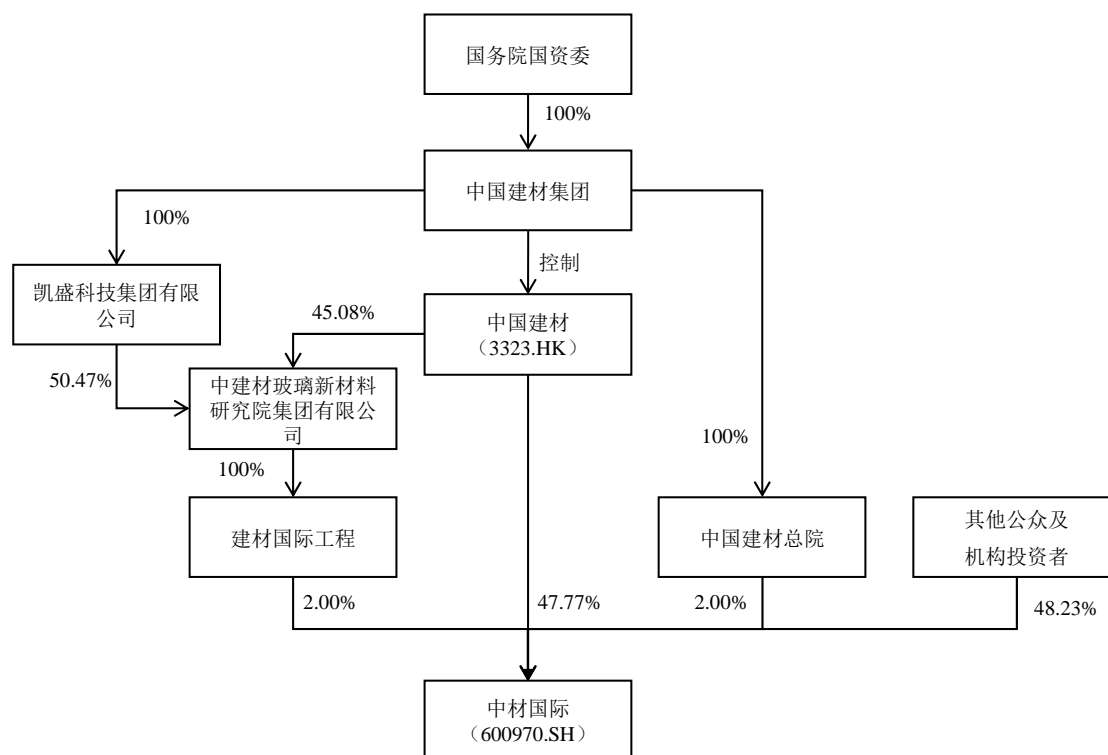 国务院国资委
100%
中国建材集团
100%
控制
凯盛科技集团有限
公司
45.08%
中国建材
（3323.HK）
50.47%
中建材玻璃新材料
研究院集团有限公
司
100%
100%
建材国际工程
中国建材总院
其他公众及
机构投资者
2.00%
47.77%
2.00%
48.23%
中材国际
（600970.SH）